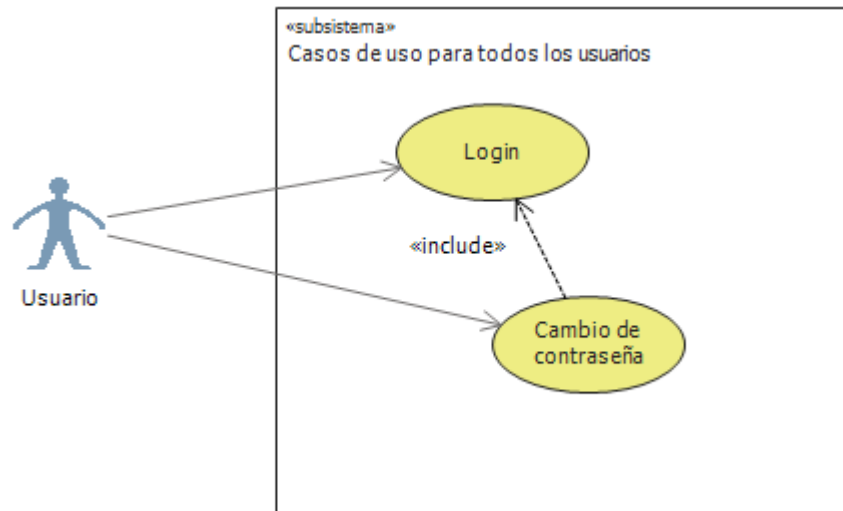 «subsistema»
Casos de uso para todos los usuarios
Login
«include»
Usuario
Cambio de
contraseña